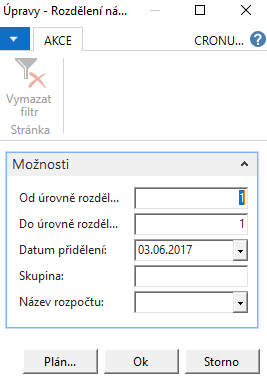 Úpravy - Rozdělení ná...
AKCE
CRONU...
?
Vymazat
filtr
Stránka
Možnosti
Od úrovně rozděl... 1
Do úrovně rozděl... 1
Datum přidělení: 03.06.2017
Skupina:
Název rozpočtu:
Plán... Ok Storno